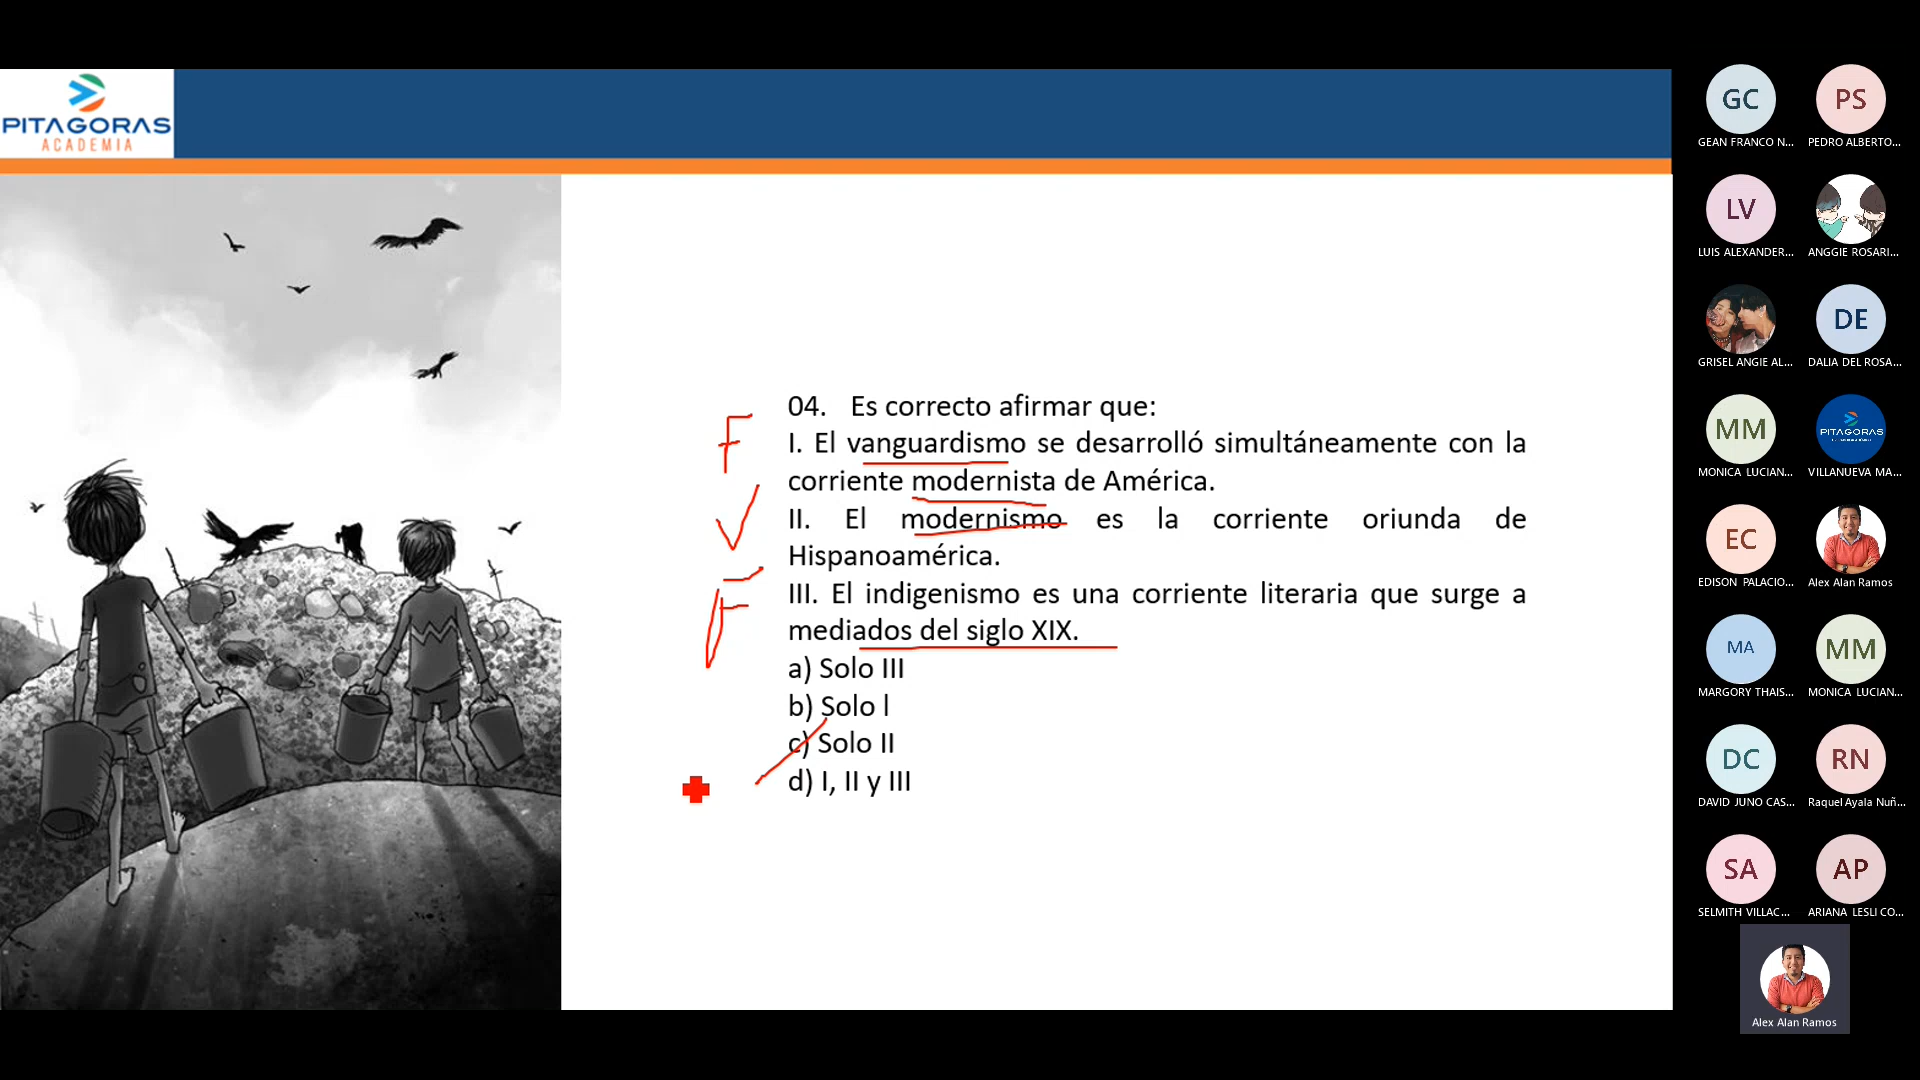 PITAGORAS
ACADEMIA
04. Es correcto afirmar que:
I. El vanguardismo se desarrolló simultáneamente con la
corriente modernista de América.
II. El modernismo es la corriente oriunda de
Hispanoamérica.
III. El indigenismo es una corriente literaria que surge a
mediados del siglo XIX.
a) Solo III
b) Solo l
c) Solo II
d) I, II y III
F
V
F
GC
PS
GEAN FRANCO N...
PEDRO ALBERTO...
LV
LUIS ALEXANDER...
ANGGIE ROSARI...
DE
GRISEL ANGIE AL...
DALIA DEL ROSA...
MM
PITAGORAS
MONICA LUCIAN...
VILLANUEVA MA...
EC
EDISON PALACIO...
Alex Alan Ramos
MA
MM
MARGORY THAIS...
MONICA LUCIAN...
DC
RN
DAVID JUNO CAS...
Raquel Ayala Nuñ...
SA
AP
SELMITH VILLAC...
ARIANA LESLI CO...
Alex Alan Ramos